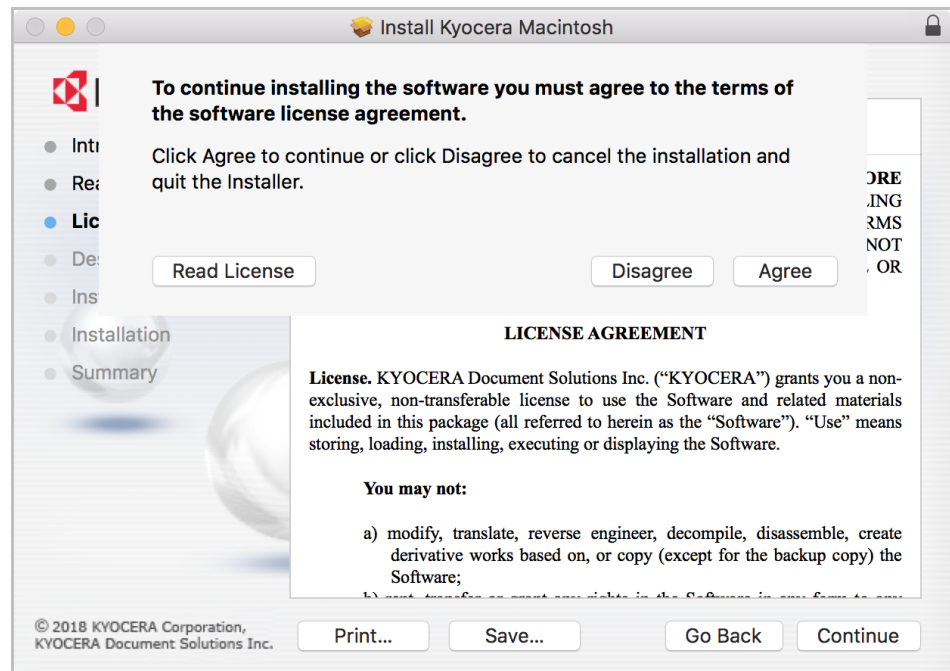 Install Kyocera Macintosh
To continue installing the software you must agree to the terms of
the software license agreement.
Click Agree to continue or click Disagree to cancel the installation and
quit the Installer.
Read License
Disagree
Agree
Installation
Summary
NOT
OR
LICENSE AGREEMENT
License. KYOCERA Document Solutions Inc. (“KYOCERA”) grants you a non-
exclusive, non-transferable license to use the Software and related materials
included in this package (all referred to herein as the “Software”). “Use” means
storing, loading, installing, executing or displaying the Software.
You may not:
a) modify, translate, reverse engineer, decompile, disassemble, create
derivative works based on, or copy (except for the backup copy) the
Software;
© 2018 KYOCERA Corporation,
KYOCERA Document Solutions Inc.
Print...
Save...
Go Back
Continue